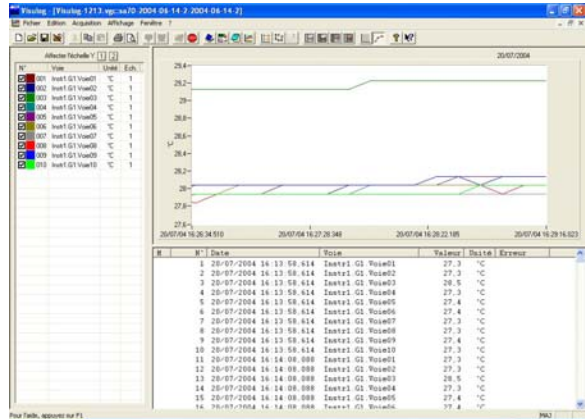 Visulog - [Visulog-1213.vgc:sa70-2004-06-14-2 2004-06-14-2]
Fichier Edition Acquisition Affichage Fenêtre ?
Affecter l'échelle Y 1 2
N° Voie Unité Ech.
001 Instr1.G1.Voie01 °C 1
002 Instr1.G1.Voie02 °C 1
003 Instr1.G1.Voie03 °C 1
004 Instr1.G1.Voie04 °C 1
005 Instr1.G1.Voie05 °C 1
006 Instr1.G1.Voie06 °C 1
007 Instr1.G1.Voie07 °C 1
008 Instr1.G1.Voie08 °C 1
009 Instr1.G1.Voie09 °C 1
010 Instr1.G1.Voie10 °C 1
20/07/2004
29,4
29,2
29
28,8
28,6
°C
28,4
28,2
28
27,8
27,6
20/07/04 16:26:34.510 20/07/04 16:27:28.348 20/07/04 16:28:22.185 20/07/04 16:29:16.023
M N° Date Voie Valeur Unité Erreur
1 20/07/2004 16:13:58.614 Instr1.G1.Voie01 27.3 °C
2 20/07/2004 16:13:58.614 Instr1.G1.Voie02 27.3 °C
3 20/07/2004 16:13:58.614 Instr1.G1.Voie03 28.5 °C
4 20/07/2004 16:13:58.614 Instr1.G1.Voie04 27.3 °C
5 20/07/2004 16:13:58.614 Instr1.G1.Voie05 27.4 °C
6 20/07/2004 16:13:58.614 Instr1.G1.Voie06 27.4 °C
7 20/07/2004 16:13:58.614 Instr1.G1.Voie07 27.3 °C
8 20/07/2004 16:13:58.614 Instr1.G1.Voie08 27.3 °C
9 20/07/2004 16:13:58.614 Instr1.G1.Voie09 27.4 °C
10 20/07/2004 16:13:58.614 Instr1.G1.Voie10 27.3 °C
11 20/07/2004 16:14:08.088 Instr1.G1.Voie01 27.3 °C
12 20/07/2004 16:14:08.088 Instr1.G1.Voie02 27.3 °C
13 20/07/2004 16:14:08.088 Instr1.G1.Voie03 28.5 °C
14 20/07/2004 16:14:08.088 Instr1.G1.Voie04 27.3 °C
15 20/07/2004 16:14:08.088 Instr1.G1.Voie05 27.4 °C
16 20/07/2004 16:14:08.088 Instr1.G1.Voie06 27.4 °C
Pour l'aide, appuyez sur F1 MAJ